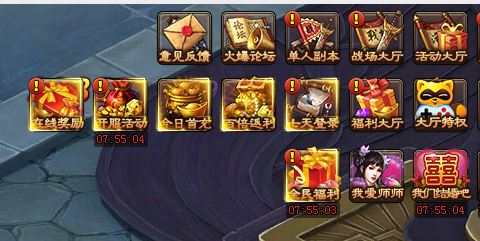 意见反馈
大爆论坛
单人副本
战场大厅
活动大厅
在线奖励
开服活动
今日首充
百倍返利
七天登录
福利大厅
大厅特权
07:55:04
全民福利
我爱师师
我们结婚吧
07:55:03
07:55:04